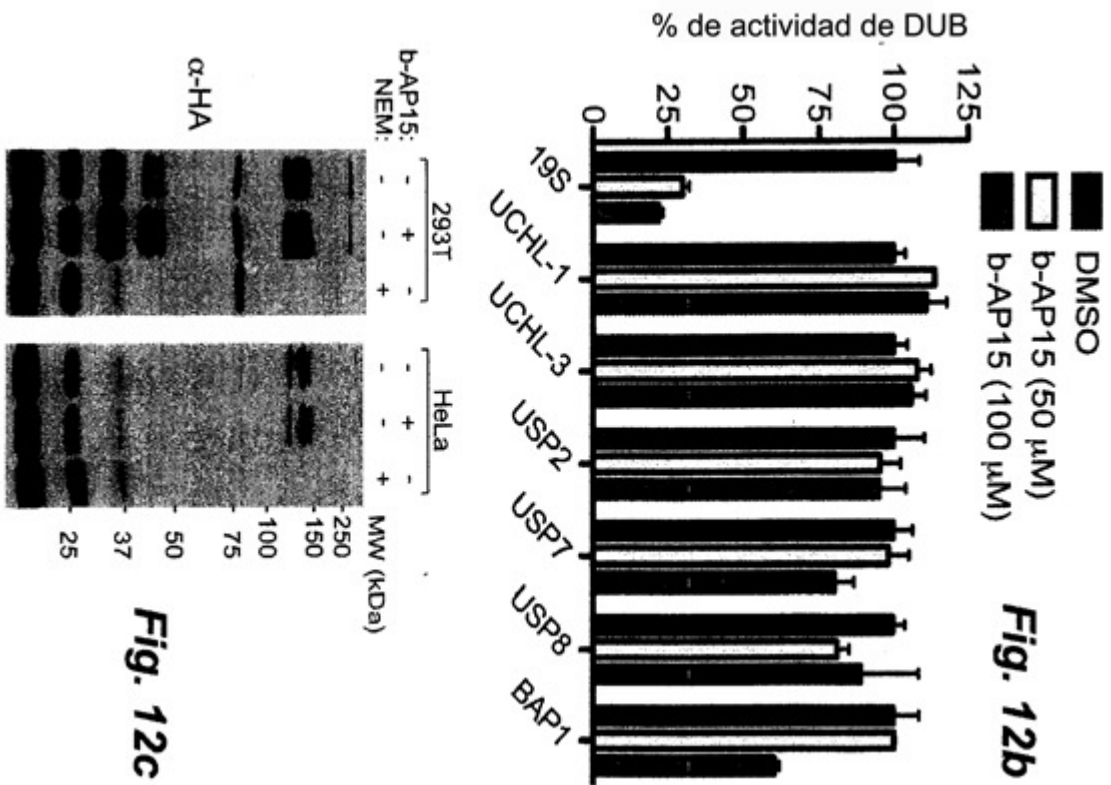 Fig. 12b
DMSO
b-AP15 (50 µM)
b-AP15 (100 µM)
% de actividad de DUB
125
100
75
50
25
0
19S
UCHL-1
UCHL-3
USP2
USP7
USP8
BAP1
Fig. 12c
293T HeLa
b-AP15: - + - - + -
NEM: - - + - - +
MW (kDa)
250
150
100
75
50
37
25
α-HA